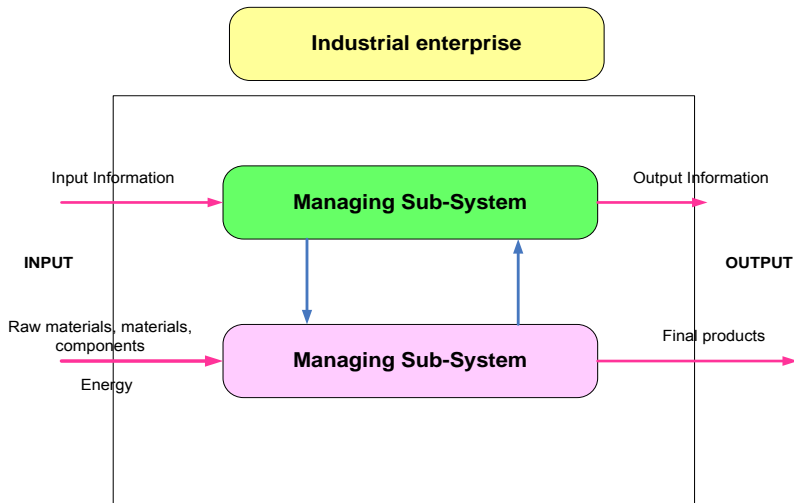 Industrial enterprise
Input Information
Managing Sub-System
Output Information
INPUT
OUTPUT
Raw materials, materials,
components
Energy
Managing Sub-System
Final products